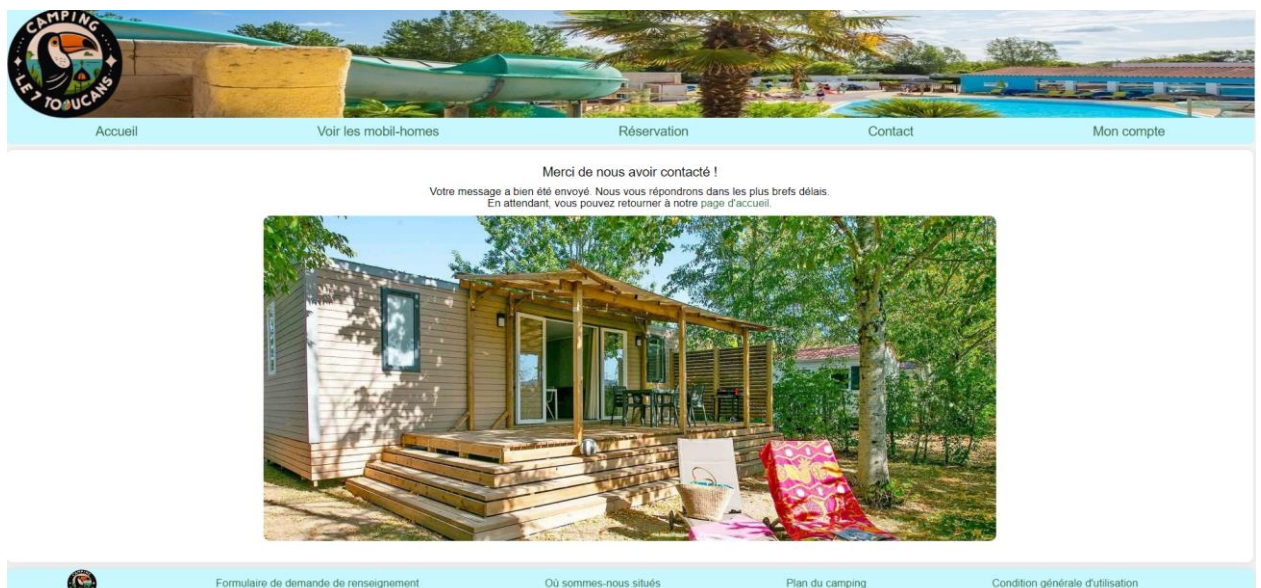 CAMPING
LE 7 TOOUCANS
Accueil
Voir les mobil-homes
Réservation
Contact
Mon compte
Merci de nous avoir contacté !
Votre message a bien été envoyé. Nous vous répondrons dans les plus brefs délais.
En attendant, vous pouvez retourner à notre page d'accueil.
Formulaire de demande de renseignement
Où sommes-nous situés
Plan du camping
Condition générale d'utilisation